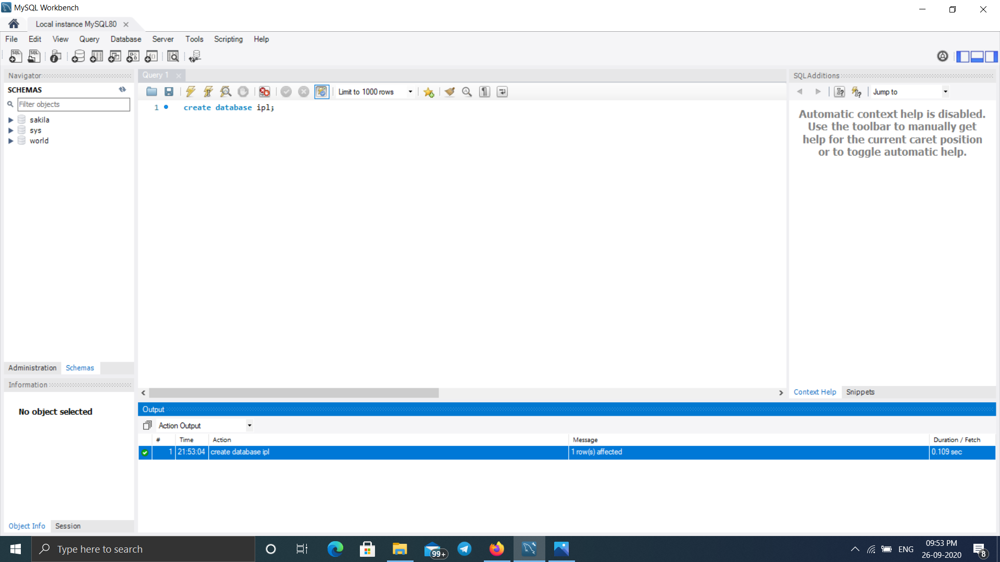 MySQL Workbench
Local instance MySQL80
File Edit View Query Database Server Tools Scripting Help
Navigator
SCHEMAS
Filter objects
sakila
sys
world
Administration Schemas
Information
No object selected
Object Info Session
Query 1
Limit to 1000 rows
1 create database ipl;
Output
Action Output
# Time Action Message Duration / Fetch
1 21:53:04 create database ipl 1 row(s) affected 0.109 sec
SQLAdditions
Jump to
Automatic context help is disabled.
Use the toolbar to manually get
help for the current caret position
or to toggle automatic help.
Context Help Snippets
Type here to search
99+
ENG
09:53 PM
26-09-2020
8